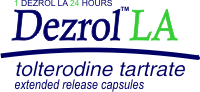 1 DEZROL LA 24 HOURS
Dezrol™ LA
tolterodine tartrate
extended release capsules